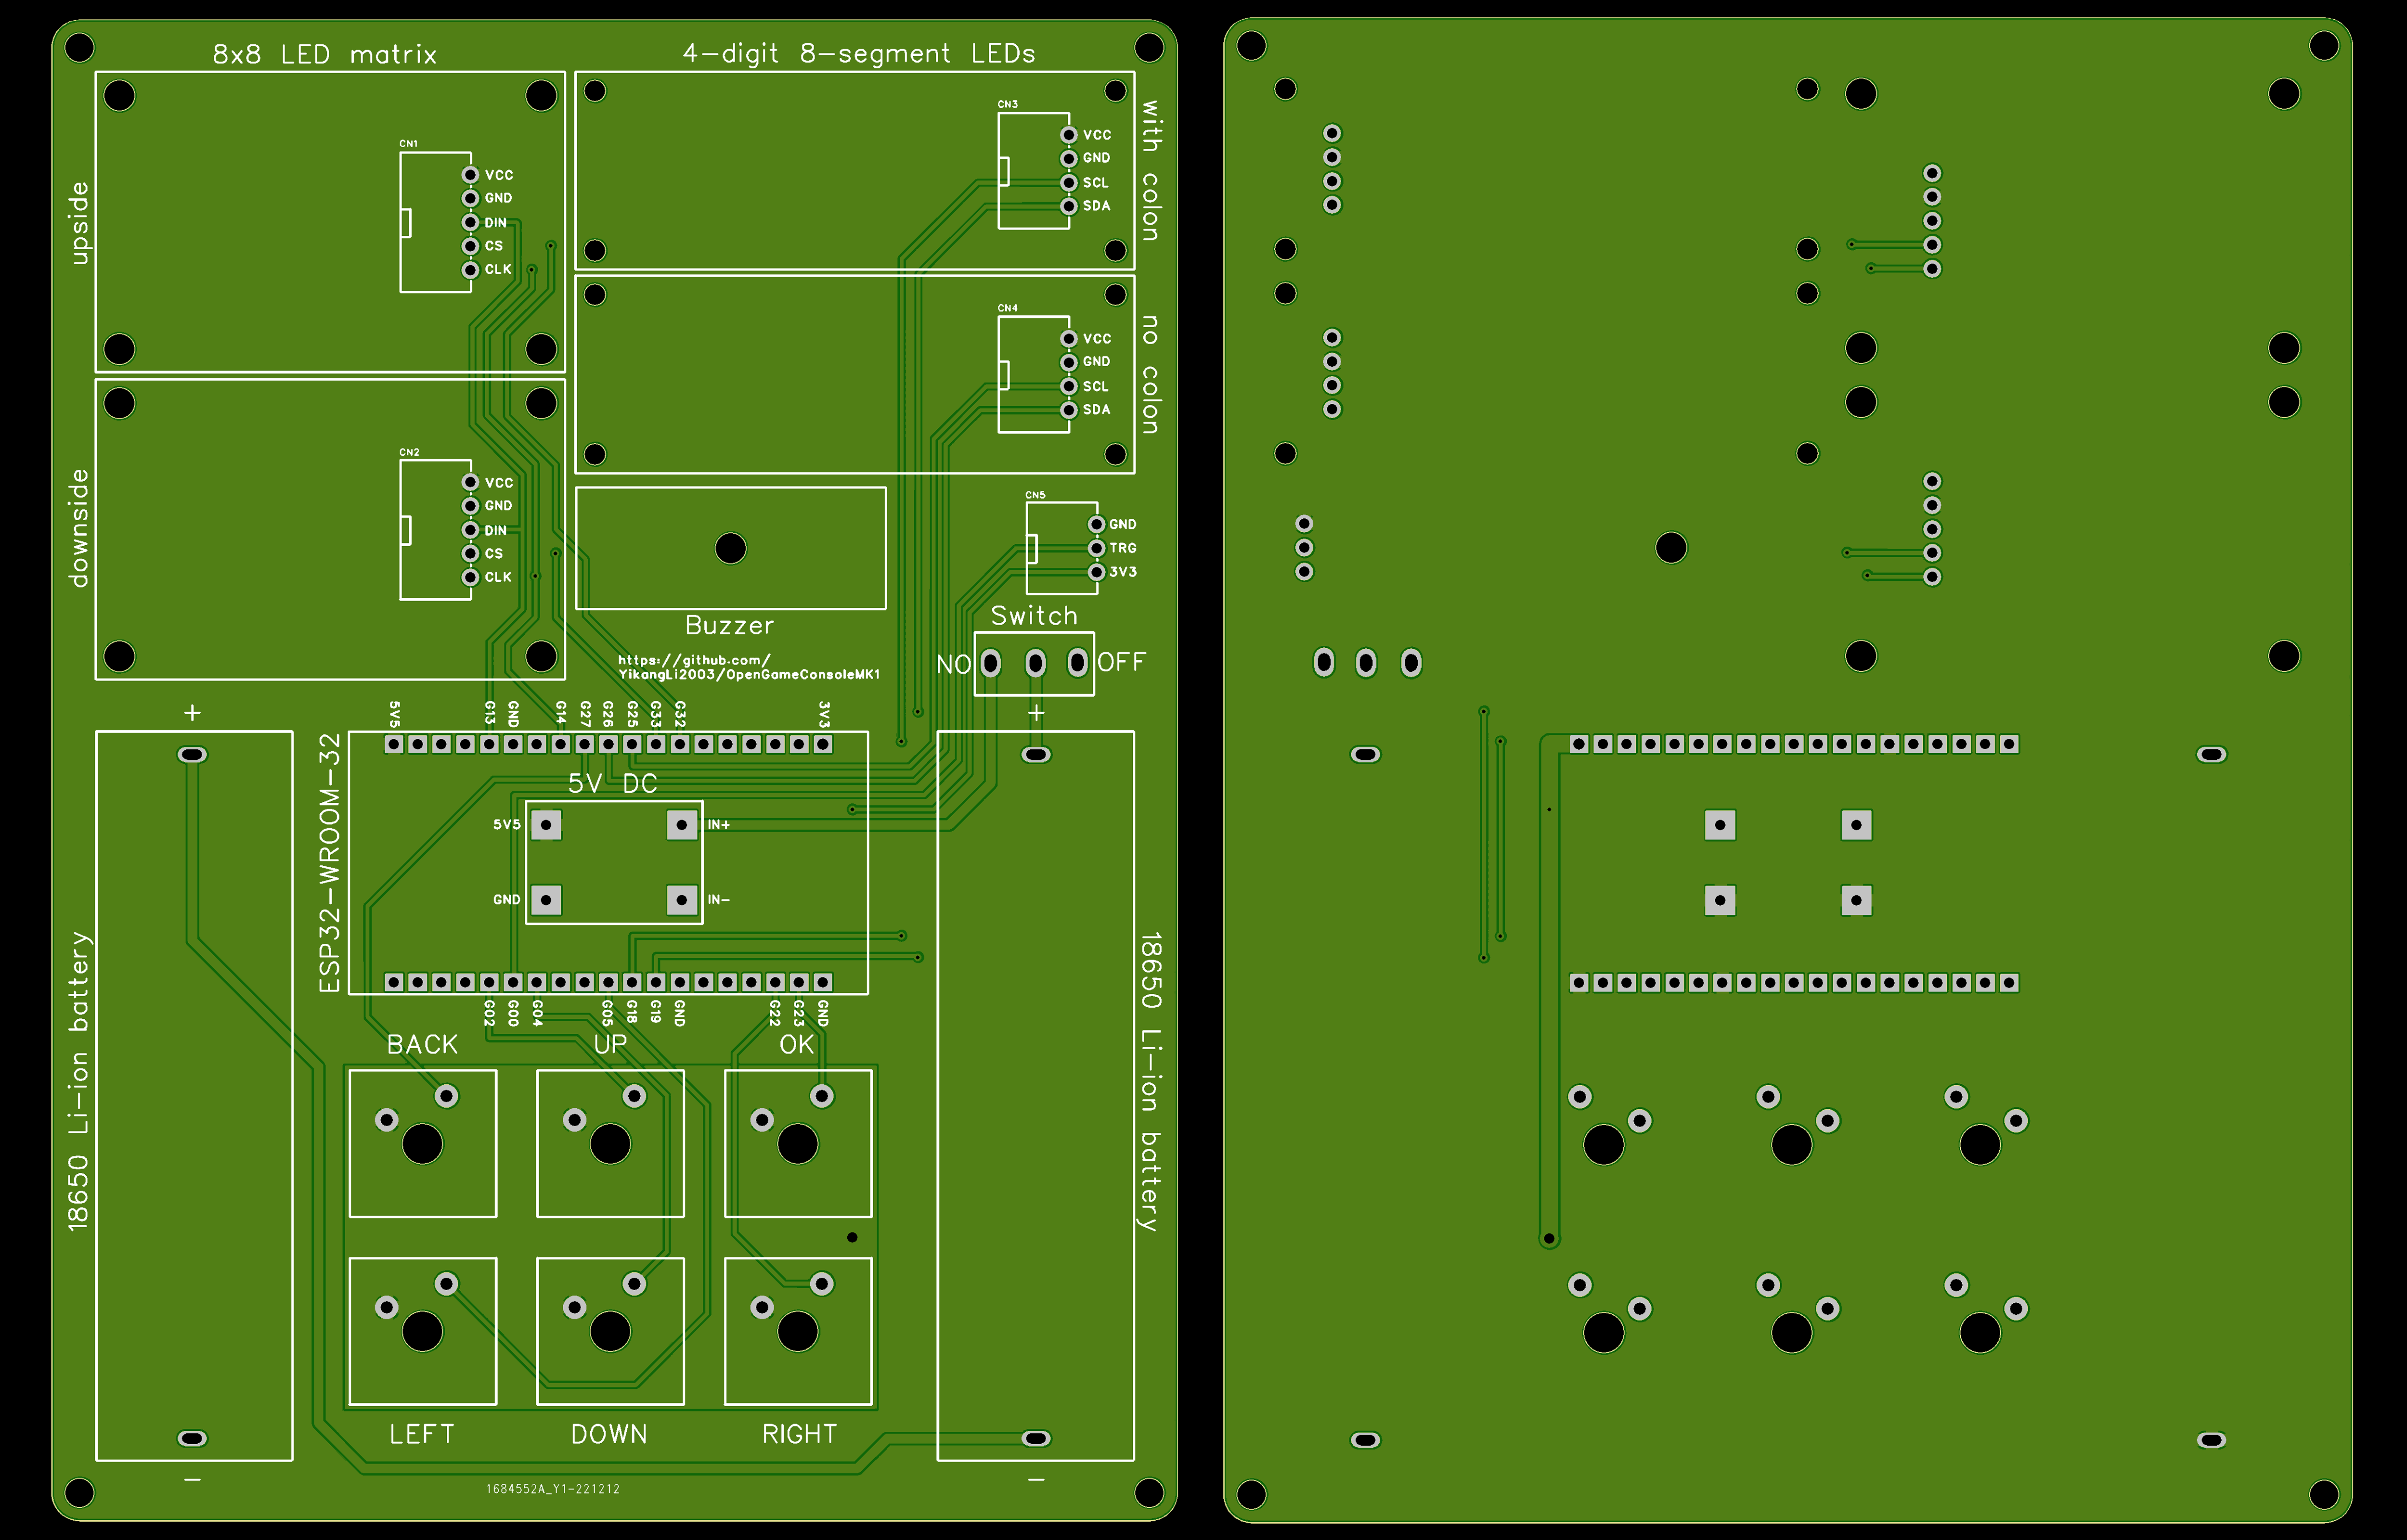 8x8 LED matrix
4-digit 8-segment LEDs
upside
CN1
VCC
GND
DIN
CS
CLK
CN3
VCC
GND
SCL
SDA
with colon
CN4
VCC
GND
SCL
SDA
no colon
downside
CN2
VCC
GND
DIN
CS
CLK
CN5
GND
TRG
3V3
Buzzer
Switch
NO
OFF
https://github.com/
YikangLi2003/OpenGameConsoleMK1
+
+
5V5
G13
GND
G14
G27
G26
G25
G33
G32
3V3
ESP32-WROOM-32
5V DC
5V5
IN+
GND
IN-
18650 Li-ion battery
18650 Li-ion battery
G02
G00
G04
G05
G18
G19
GND
G22
G23
GND
BACK
UP
OK
LEFT
DOWN
RIGHT
-
-
1684552A_Y1-221212